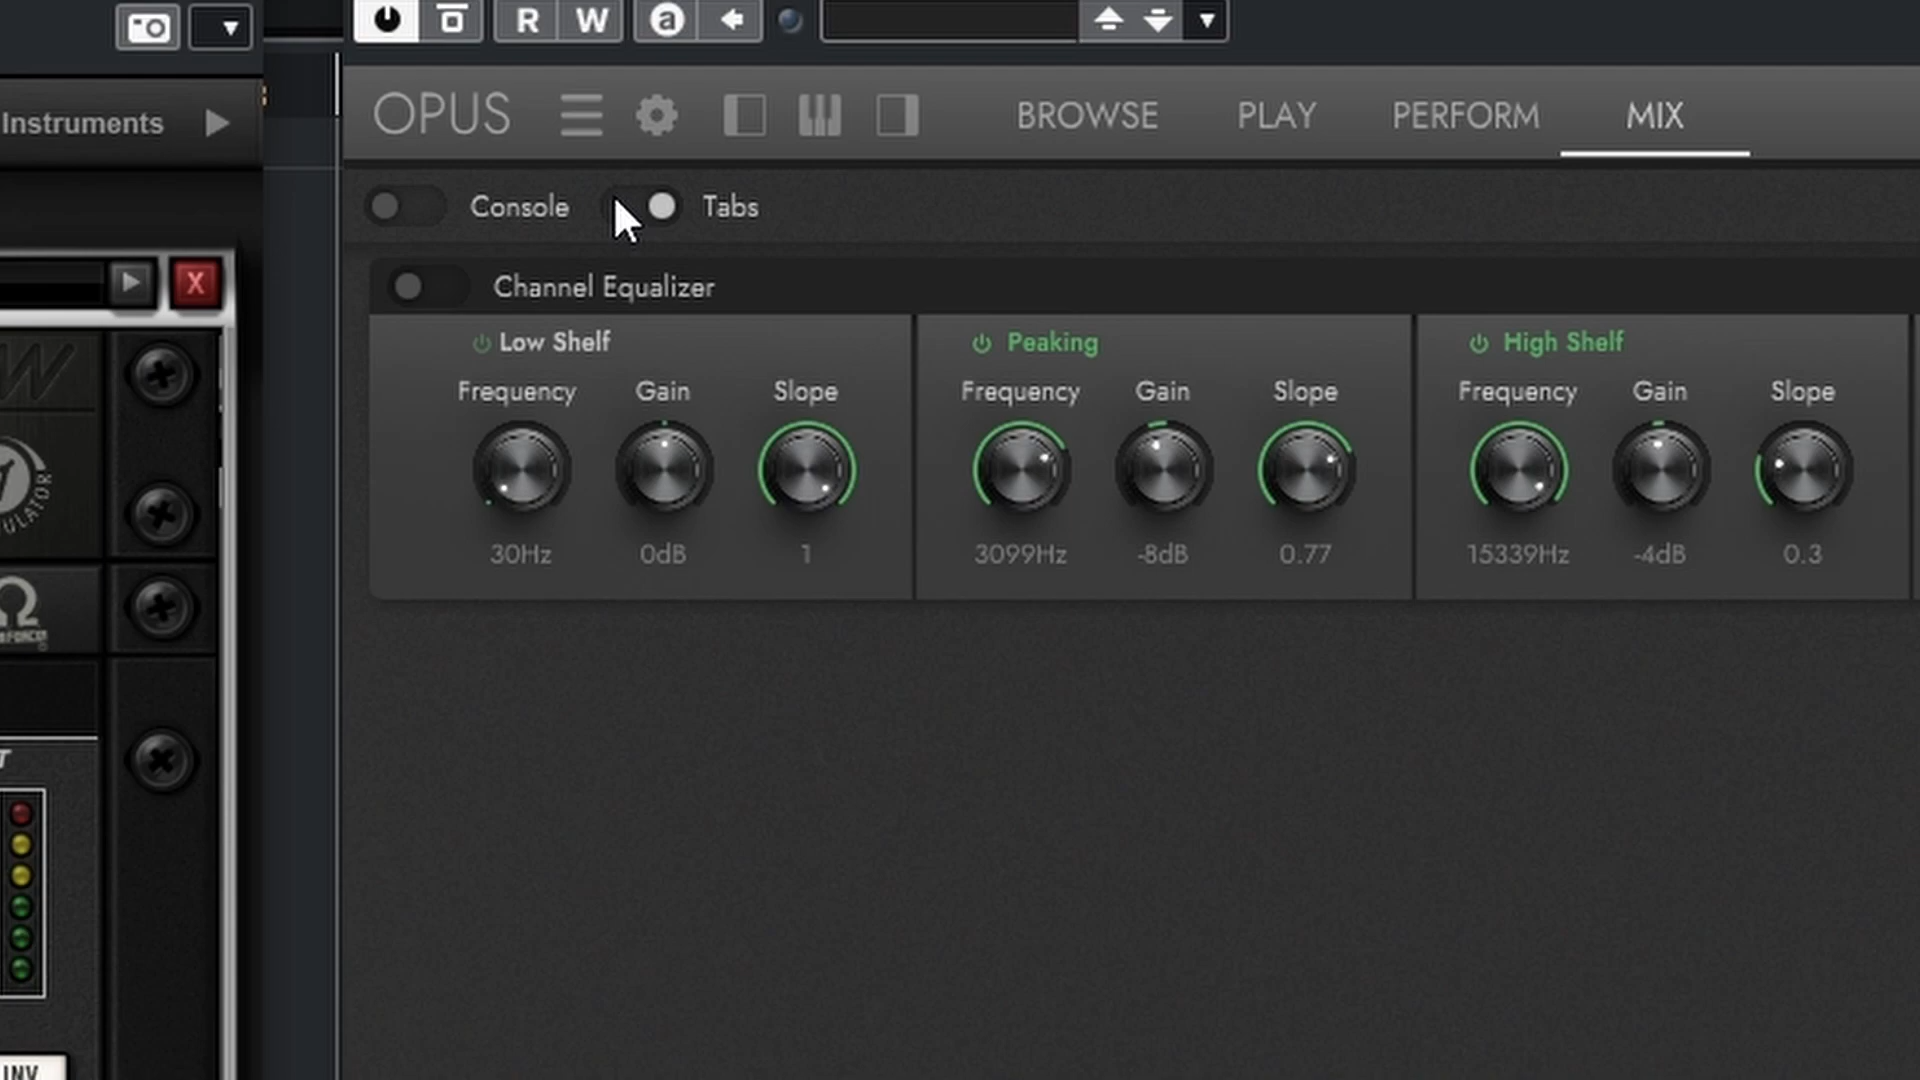 R W a
Instruments
OPUS BROWSE PLAY PERFORM MIX
Console Tabs
X
Channel Equalizer
Low Shelf Peaking High Shelf
Frequency Gain Slope Frequency Gain Slope Frequency Gain Slope
30Hz 0dB 1 3099Hz -8dB 0.77 15339Hz -4dB 0.3
INV